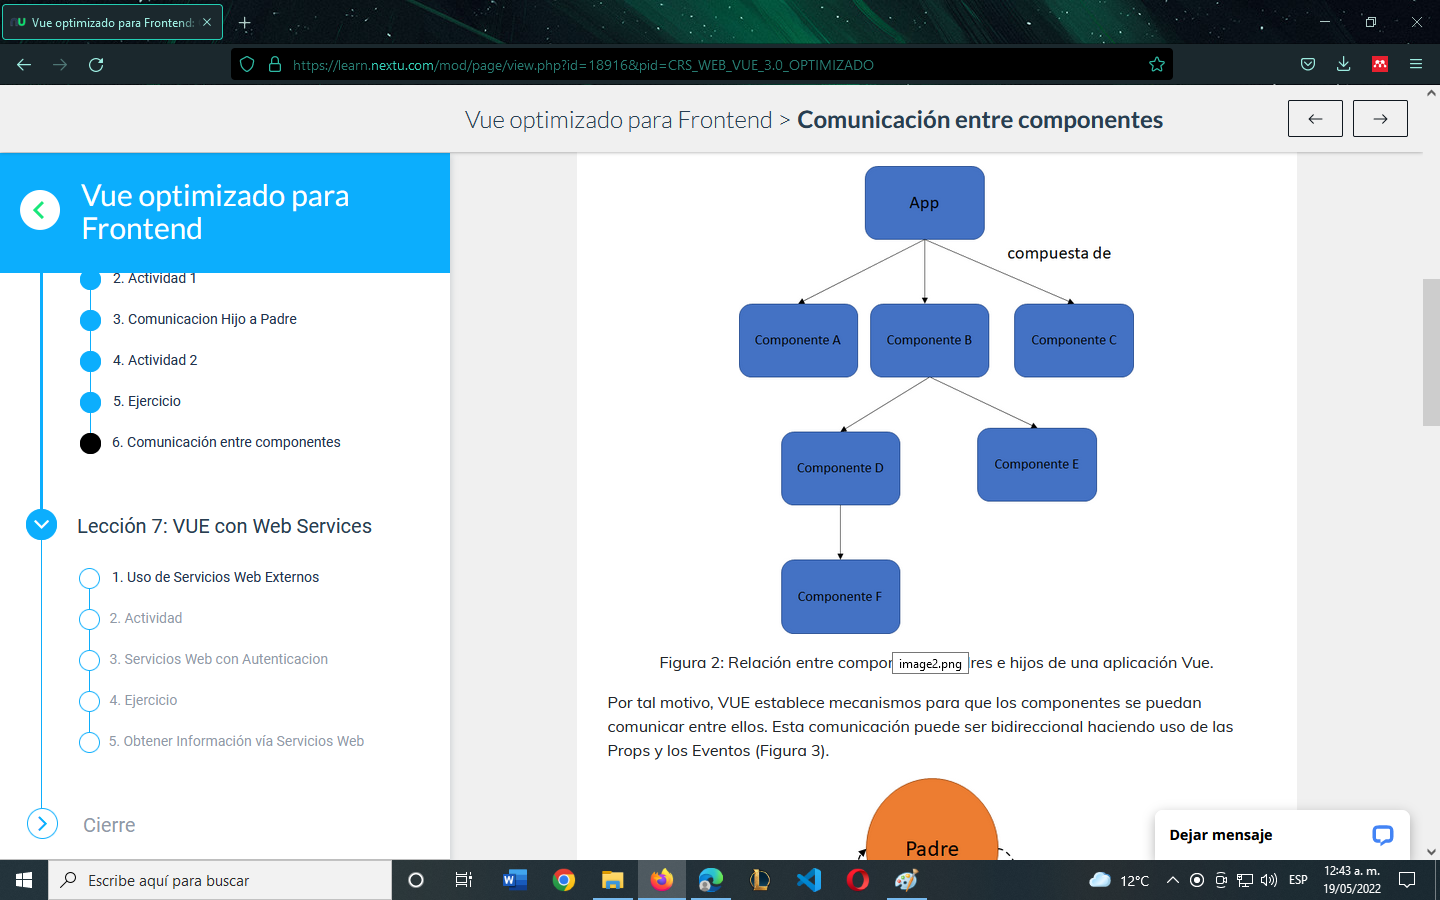 Vue optimizado para Frontend:
https://learn.nextu.com/mod/page/view.php?id=18916&pid=CRS_WEB_VUE_3.0_OPTIMIZADO
Vue optimizado para Frontend > Comunicación entre componentes
Vue optimizado para
Frontend
2. Actividad 1
3. Comunicacion Hijo a Padre
4. Actividad 2
5. Ejercicio
6. Comunicación entre componentes
Lección 7: VUE con Web Services
1. Uso de Servicios Web Externos
2. Actividad
3. Servicios Web con Autenticacion
4. Ejercicio
5. Obtener Información vía Servicios Web
Cierre
App
compuesta de
Componente A
Componente B
Componente C
Componente D
Componente E
Componente F
Figura 2: Relación entre compon
image2.png
res e hijos de una aplicación Vue.
Por tal motivo, VUE establece mecanismos para que los componentes se puedan
comunicar entre ellos. Esta comunicación puede ser bidireccional haciendo uso de las
Props y los Eventos (Figura 3).
Padre
Dejar mensaje
Escribe aquí para buscar
12°C
ESP
12:43 a. m.
19/05/2022